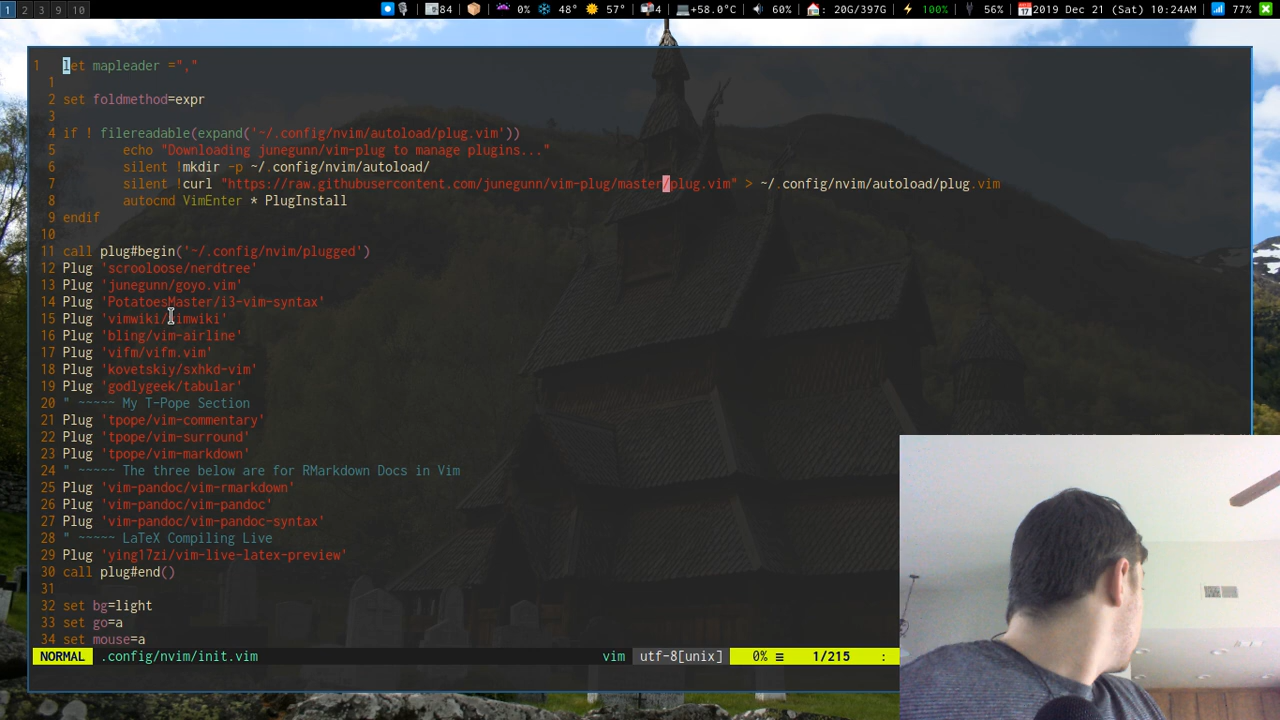 1 2 3 9 10 84 0% 48° 57° 4 +58.0°C 60% : 20G/397G 100% 56% 2019 Dec 21 (Sat) 10:24AM 77%
1 let mapleader =","
1
2 set foldmethod=expr
3
4 if ! filereadable(expand('~/.config/nvim/autoload/plug.vim'))
5 echo "Downloading junegunn/vim-plug to manage plugins..."
6 silent !mkdir -p ~/.config/nvim/autoload/
7 silent !curl "https://raw.githubusercontent.com/junegunn/vim-plug/master/plug.vim" > ~/.config/nvim/autoload/plug.vim
8 autocmd VimEnter * PlugInstall
9 endif
10
11 call plug#begin('~/.config/nvim/plugged')
12 Plug 'scrooloose/nerdtree'
13 Plug 'junegunn/goyo.vim'
14 Plug 'PotatoesMaster/i3-vim-syntax'
15 Plug 'vimwiki/vimwiki'
16 Plug 'bling/vim-airline'
17 Plug 'vifm/vifm.vim'
18 Plug 'kovetskiy/sxhkd-vim'
19 Plug 'godlygeek/tabular'
20 " ~~~~~ My T-Pope Section
21 Plug 'tpope/vim-commentary'
22 Plug 'tpope/vim-surround'
23 Plug 'tpope/vim-markdown'
24 " ~~~~~ The three below are for RMarkdown Docs in Vim
25 Plug 'vim-pandoc/vim-rmarkdown'
26 Plug 'vim-pandoc/vim-pandoc'
27 Plug 'vim-pandoc/vim-pandoc-syntax'
28 " ~~~~~ LaTeX Compiling Live
29 Plug 'ying17zi/vim-live-latex-preview'
30 call plug#end()
31
32 set bg=light
33 set go=a
34 set mouse=a
NORMAL .config/nvim/init.vim vim utf-8[unix] 0% ≡ 1/215 :